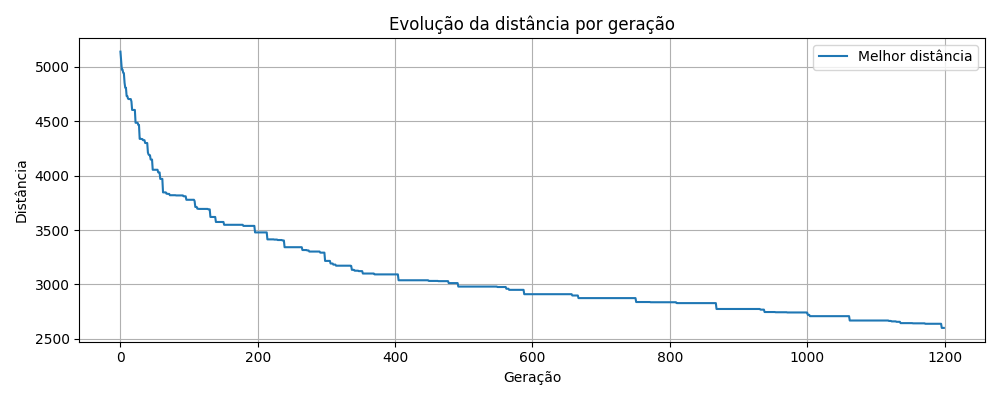 Evolução da distância por geração
Melhor distância
Distância
5000
4500
4000
3500
3000
2500
0 200 400 600 800 1000 1200
Geração